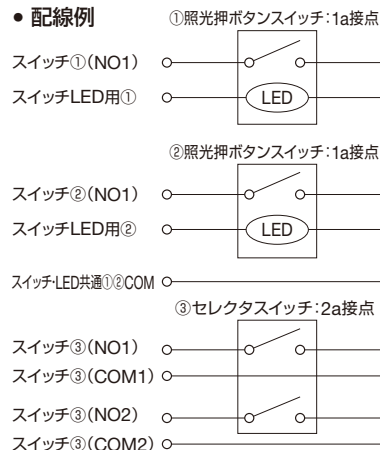 ● 配線例
①照光押ボタンスイッチ:1a接点
スイッチ①(NO1)
スイッチLED用①
LED
②照光押ボタンスイッチ:1a接点
スイッチ②(NO1)
スイッチLED用②
LED
スイッチ・LED共通①②COM
③セレクタスイッチ:2a接点
スイッチ③(NO1)
スイッチ③(COM1)
スイッチ③(NO2)
スイッチ③(COM2)